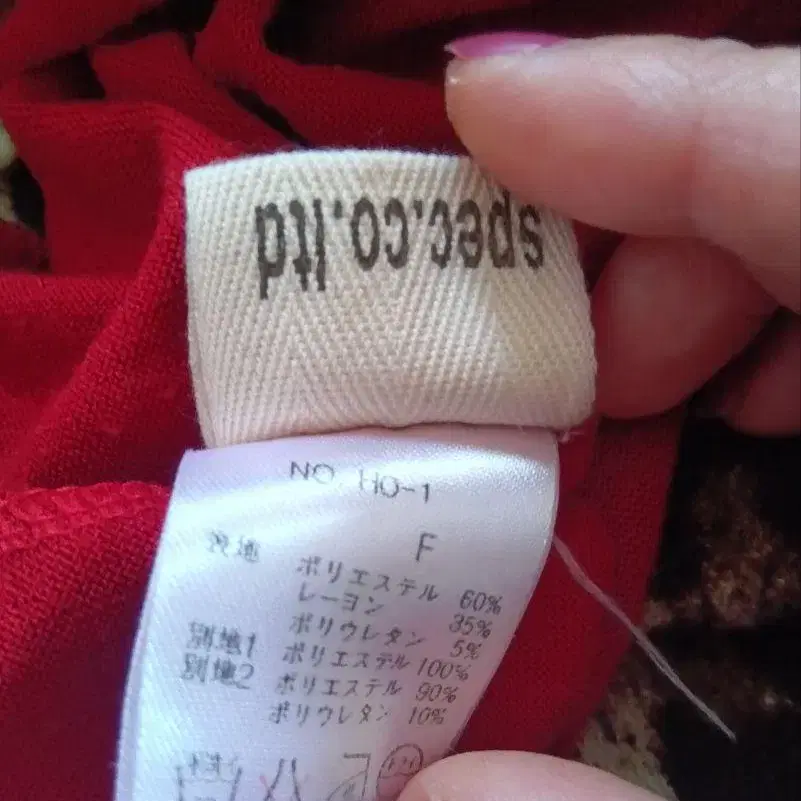 spec.co.ltd
NO. HO-1
表地 F
ポリエステル 60%
レーヨン 35%
ポリウレタン 5%
別地1 ポリエステル 100%
別地2 ポリエステル 90%
ポリウレタン 10%